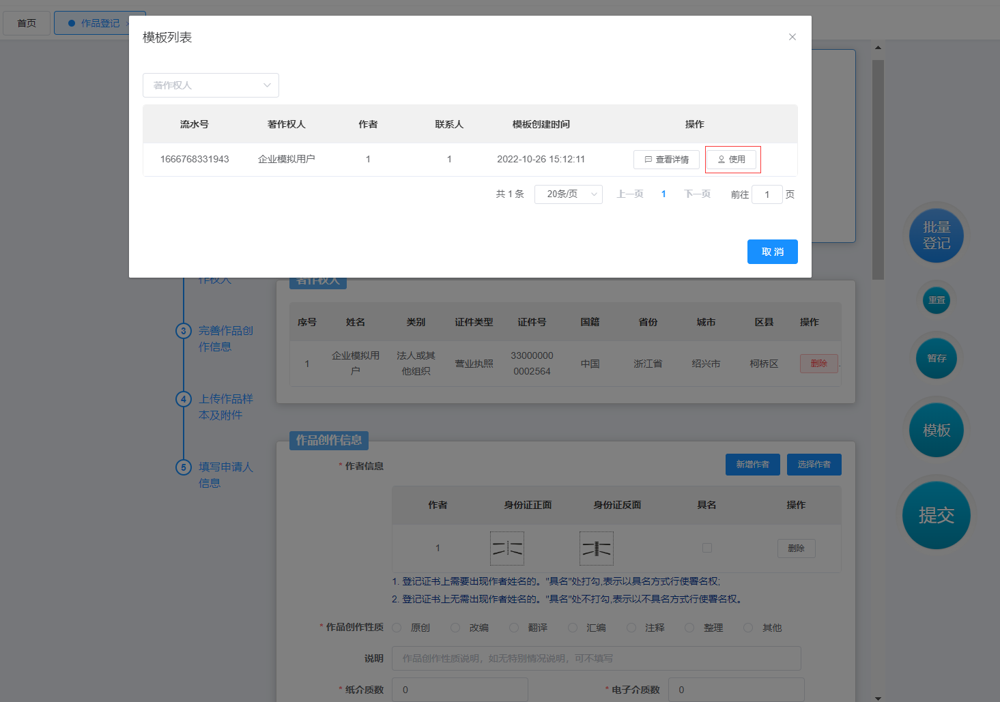 首页
作品登记
模板列表
著作权人
流水号 著作权人 作者 联系人 模板创建时间 操作
1666768331943 企业模拟用户 1 1 2022-10-26 15:12:11 查看详情 使用
共 1 条 20条/页 上一页 1 下一页 前往 1 页
取 消
批量
登记
重置
暂存
模板
提交
作权人
3 完善作品创
作信息
4 上传作品样
本及附件
5 填写申请人
信息
著作权人
序号 姓名 类别 证件类型 证件号 国籍 省份 城市 区县 操作
1 企业模拟用
户 法人或其
他组织 营业执照 33000000
0002564 中国 浙江省 绍兴市 柯桥区 删除
作品创作信息
* 作者信息 新增作者 选择作者
作者 身份证正面 身份证反面 具名 操作
1 删除
1. 登记证书上需要出现作者姓名的。"具名"处打勾,表示以具名方式行使署名权;
2. 登记证书上无需出现作者姓名的。"具名"处不打勾,表示以不具名方式行使署名权。
* 作品创作性质 原创 改编 翻译 汇编 注释 整理 其他
说明 作品创作性质说明，如无特别情况说明，可不填写
* 纸介质数 0 * 电子介质数 0